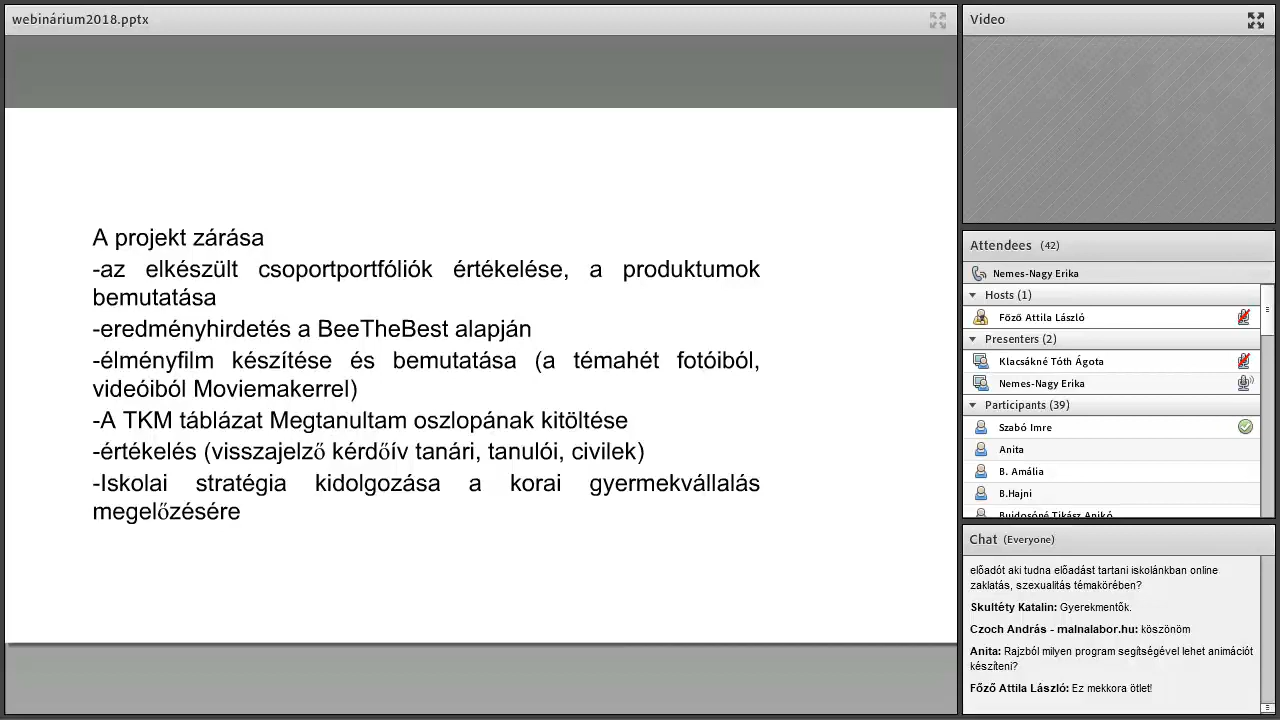 webinárium2018.pptx
A projekt zárása
-az elkészült csoportportfóliók értékelése, a produktumok
bemutatása
-eredményhirdetés a BeeTheBest alapján
-élményfilm készítése és bemutatása (a témahét fotóiból,
videóiból Moviemakerrel)
-A TKM táblázat Megtanultam oszlopának kitöltése
-értékelés (visszajelző kérdőív tanári, tanulói, civilek)
-Iskolai stratégia kidolgozása a korai gyermekvállalás
megelőzésére
Video
Attendees (42)
Nemes-Nagy Erika
Hosts (1)
Főző Attila László
Presenters (2)
Klacsákné Tóth Ágota
Nemes-Nagy Erika
Participants (39)
Szabó Imre
Anita
B. Amália
B.Hajni
Bujdosóné Tikász Anikó
Chat (Everyone)
előadót aki tudna előadást tartani iskolánkban online
zaklatás, szexualitás témakörében?
Skultéty Katalin: Gyerekmentők.
Czoch András - malnalabor.hu: köszönöm
Anita: Rajzból milyen program segítségével lehet animációt
készíteni?
Főző Attila László: Ez mekkora ötlet!